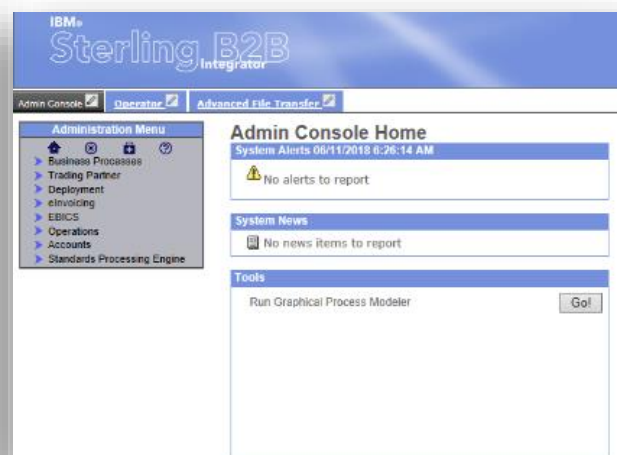 IBM®
Sterling B2B
Integrator
Admin Console Operator Advanced File Transfer
Administration Menu
Business Processes
Trading Partner
Deployment
eInvoicing
EBICS
Operations
Accounts
Standards Processing Engine
Admin Console Home
System Alerts 06/11/2018 6:26:14 AM
No alerts to report
System News
No news items to report
Tools
Run Graphical Process Modeler Go!